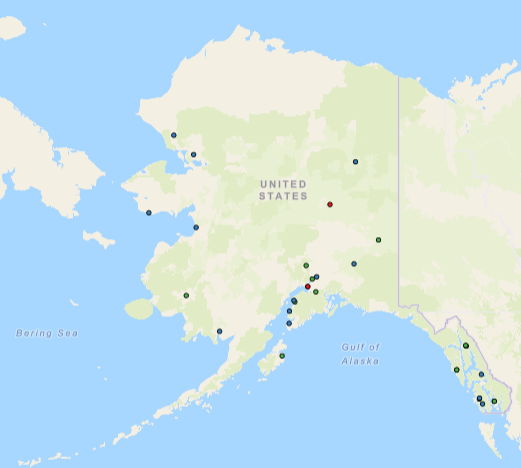 UNITED
STATES
Bering Sea
Gulf of
Alaska